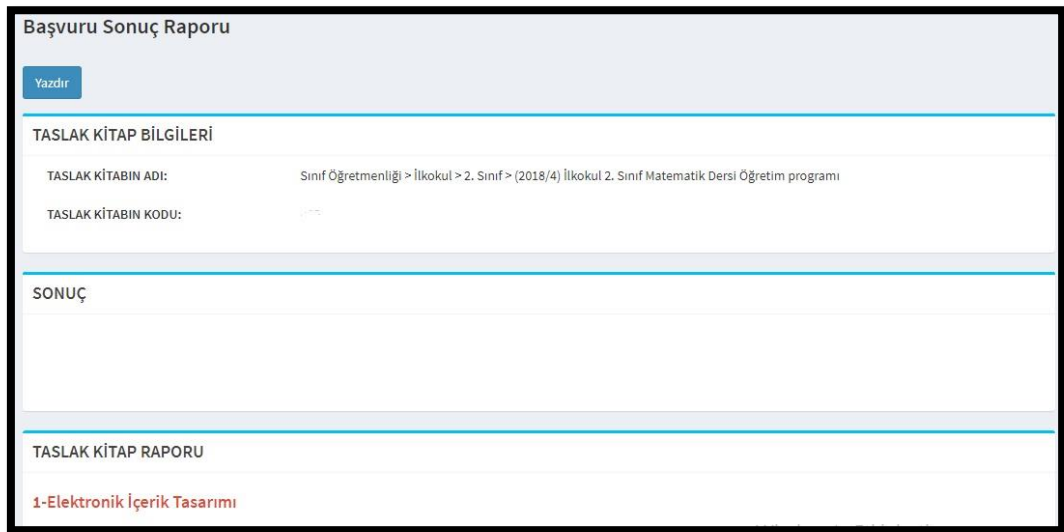 Başvuru Sonuç Raporu
Yazdır
TASLAK KİTAP BİLGİLERİ
TASLAK KİTABIN ADI: Sınıf Öğretmenliği > İlkokul > 2. Sınıf > (2018/4) İlkokul 2. Sınıf Matematik Dersi Öğretim programı
TASLAK KİTABIN KODU:
SONUÇ
TASLAK KİTAP RAPORU
1-Elektronik İçerik Tasarımı